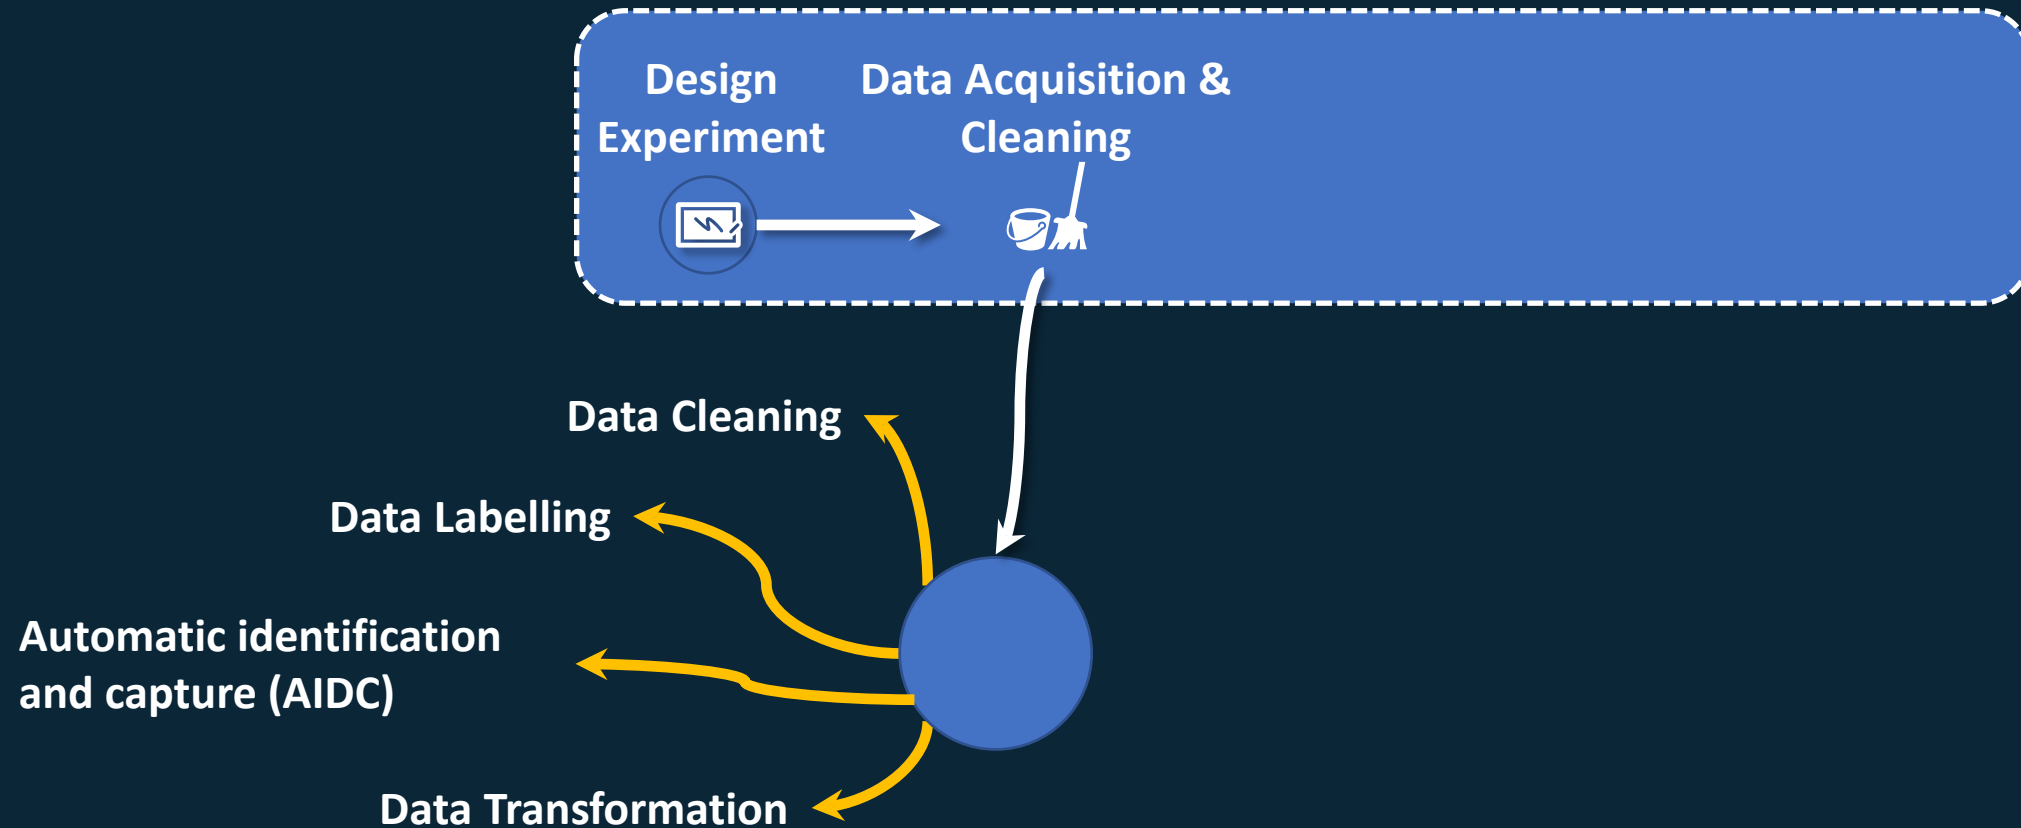 Design
Experiment
Data Acquisition &
Cleaning
Data Cleaning
Data Labelling
Automatic identification
and capture (AIDC)
Data Transformation